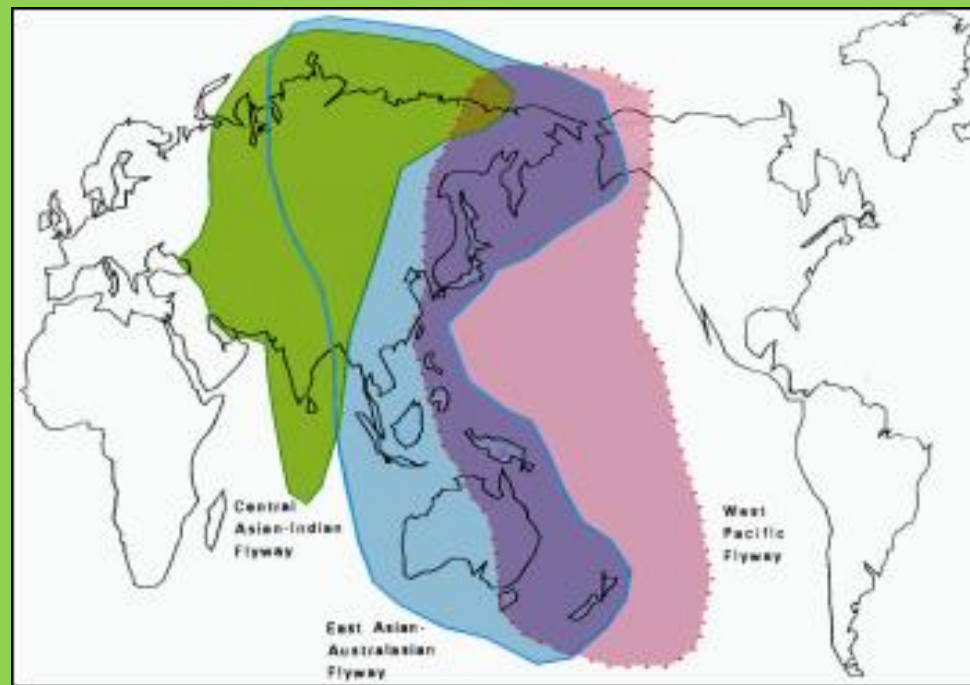 Central
Asian-Indian
Flyway
East Asian-
Australasian
Flyway
West
Pacific
Flyway